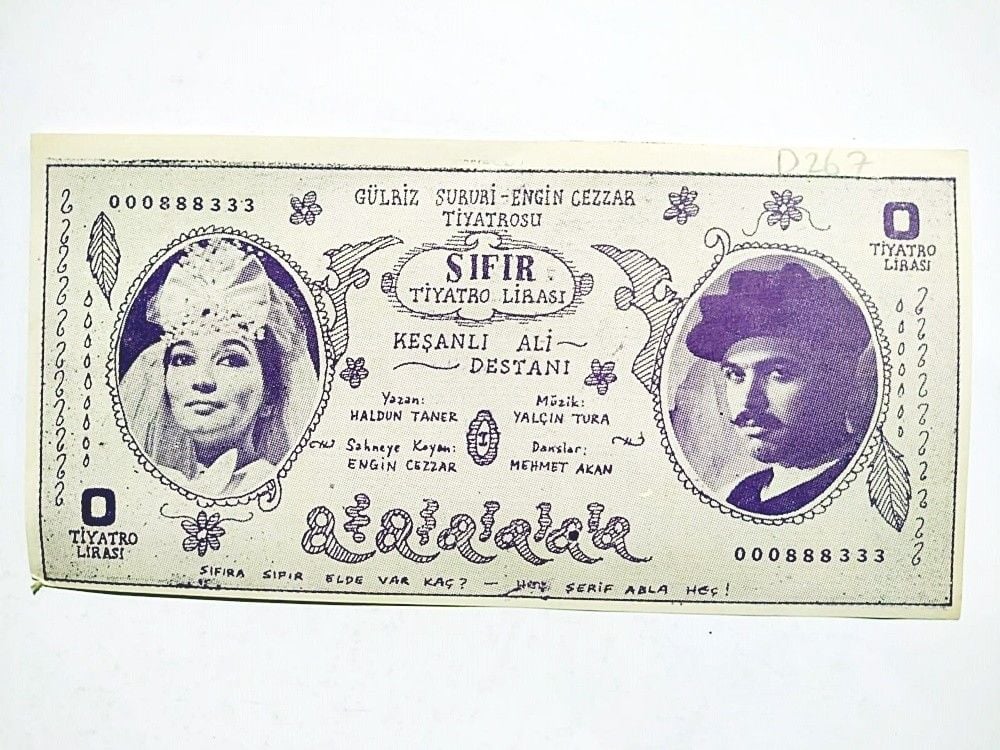 D267
000888333
GÜLRİZ SURURİ-ENGİN CEZZAR
TİYATROSU
0
TİYATRO
LİRASI
SIFIR
TİYATRO LİRASI
KEŞANLI ALİ
DESTANI
Yazan:
HALDUN TANER
Müzik:
YALÇIN TURA
Sahneye Koyan:
ENGİN CEZZAR
1
Danslar:
MEHMET AKAN
0
TİYATRO
LİRASI
000888333
SIFIRA SIFIR ELDE VAR KAÇ? — HEÇ ŞERİF ABLA HEÇ!